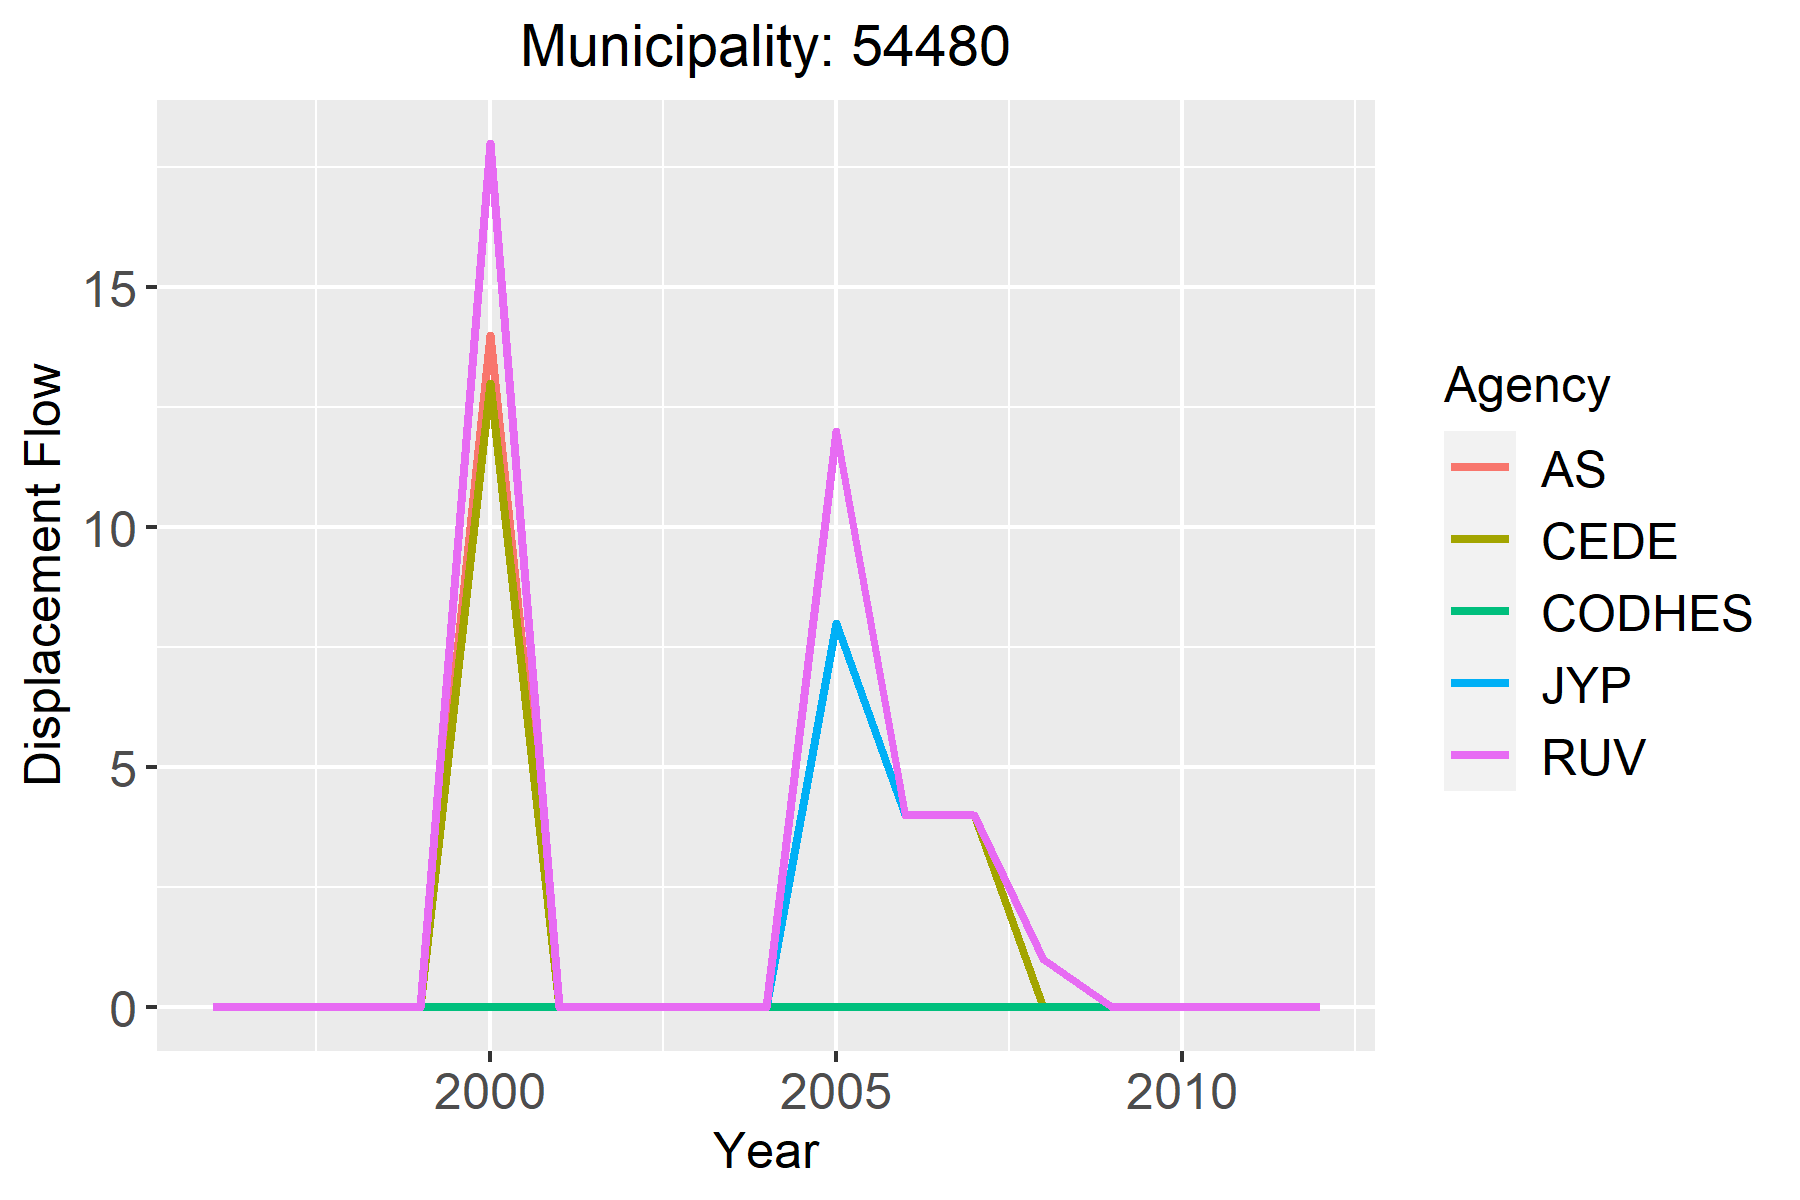 Municipality: 54480
Displacement Flow
15
10
5
0
2000
2005
2010
Year
Agency
AS
CEDE
CODHES
JYP
RUV